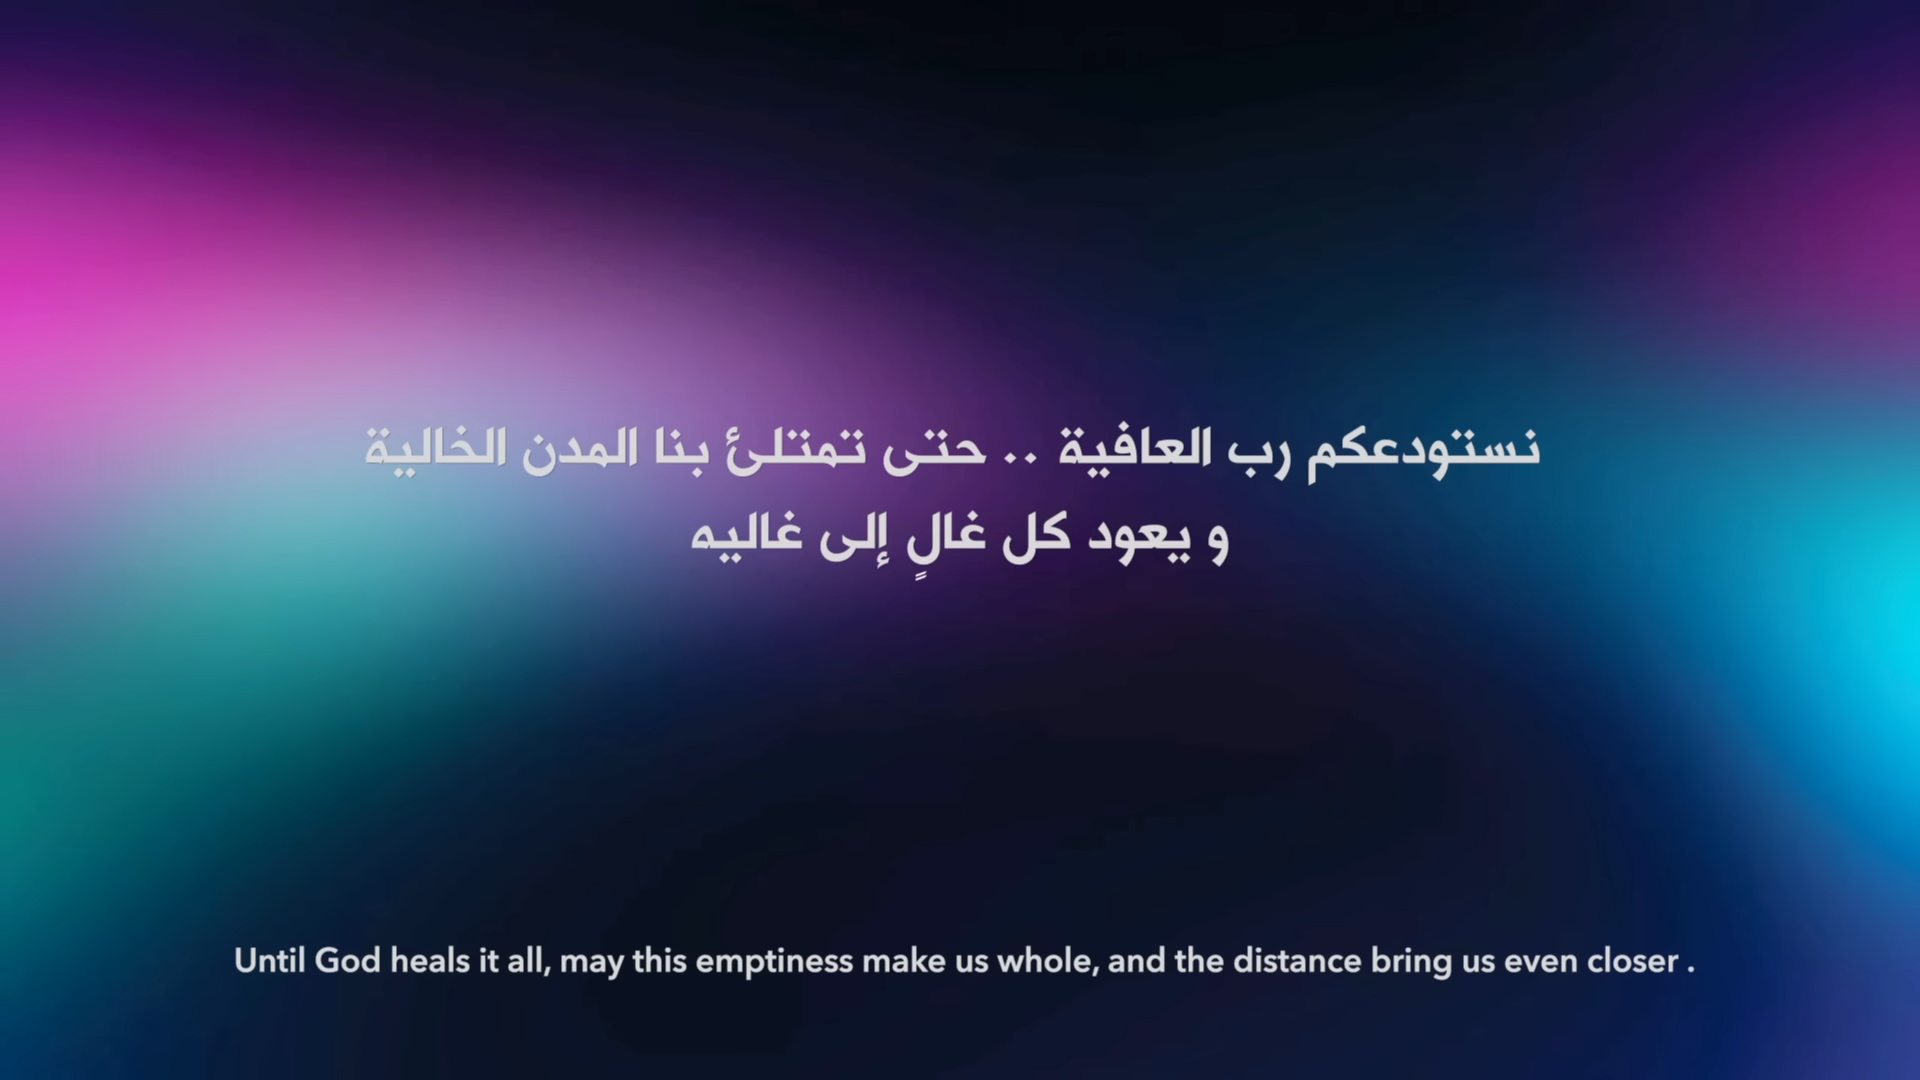 نستودعكم رب العافية .. حتى تمتلئ بنا المدن الخالية
و يعود كل غالٍ إلى غاليه
Until God heals it all, may this emptiness make us whole, and the distance bring us even closer .